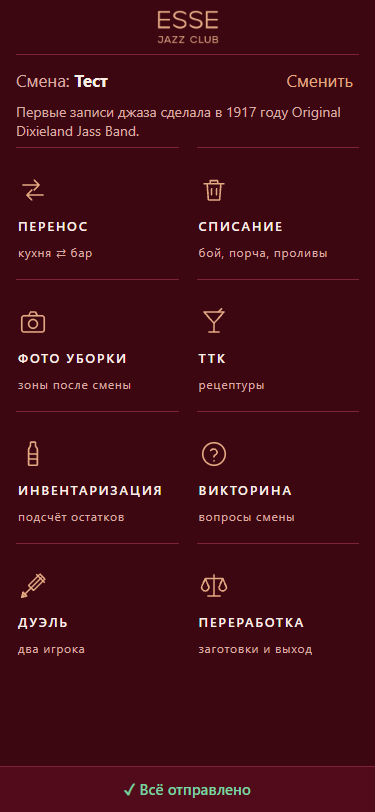 ESSE
JAZZ CLUB
Смена: Тест
Сменить
Первые записи джаза сделала в 1917 году Original
Dixieland Jass Band.
ПЕРЕНОС
СПИСАНИЕ
кухня ⇄ бар
бой, порча, проливы
ФОТО УБОРКИ
ТТК
зоны после смены
рецептуры
ИНВЕНТАРИЗАЦИЯ
ВИКТОРИНА
подсчёт остатков
вопросы смены
ДУЭЛЬ
ПЕРЕРАБОТКА
два игрока
заготовки и выход
✓ Всё отправлено